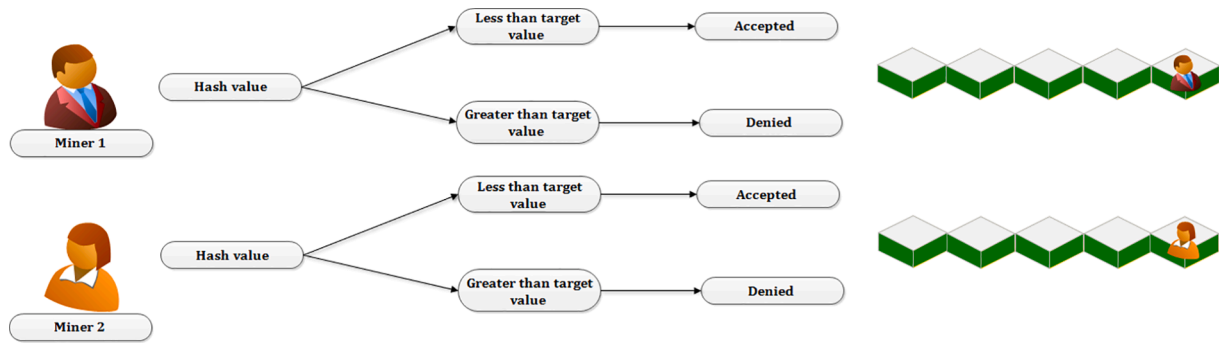 Less than target
value
Accepted
Hash value
Greater than target
value
Denied
Miner 1
Less than target
value
Accepted
Hash value
Greater than target
value
Denied
Miner 2